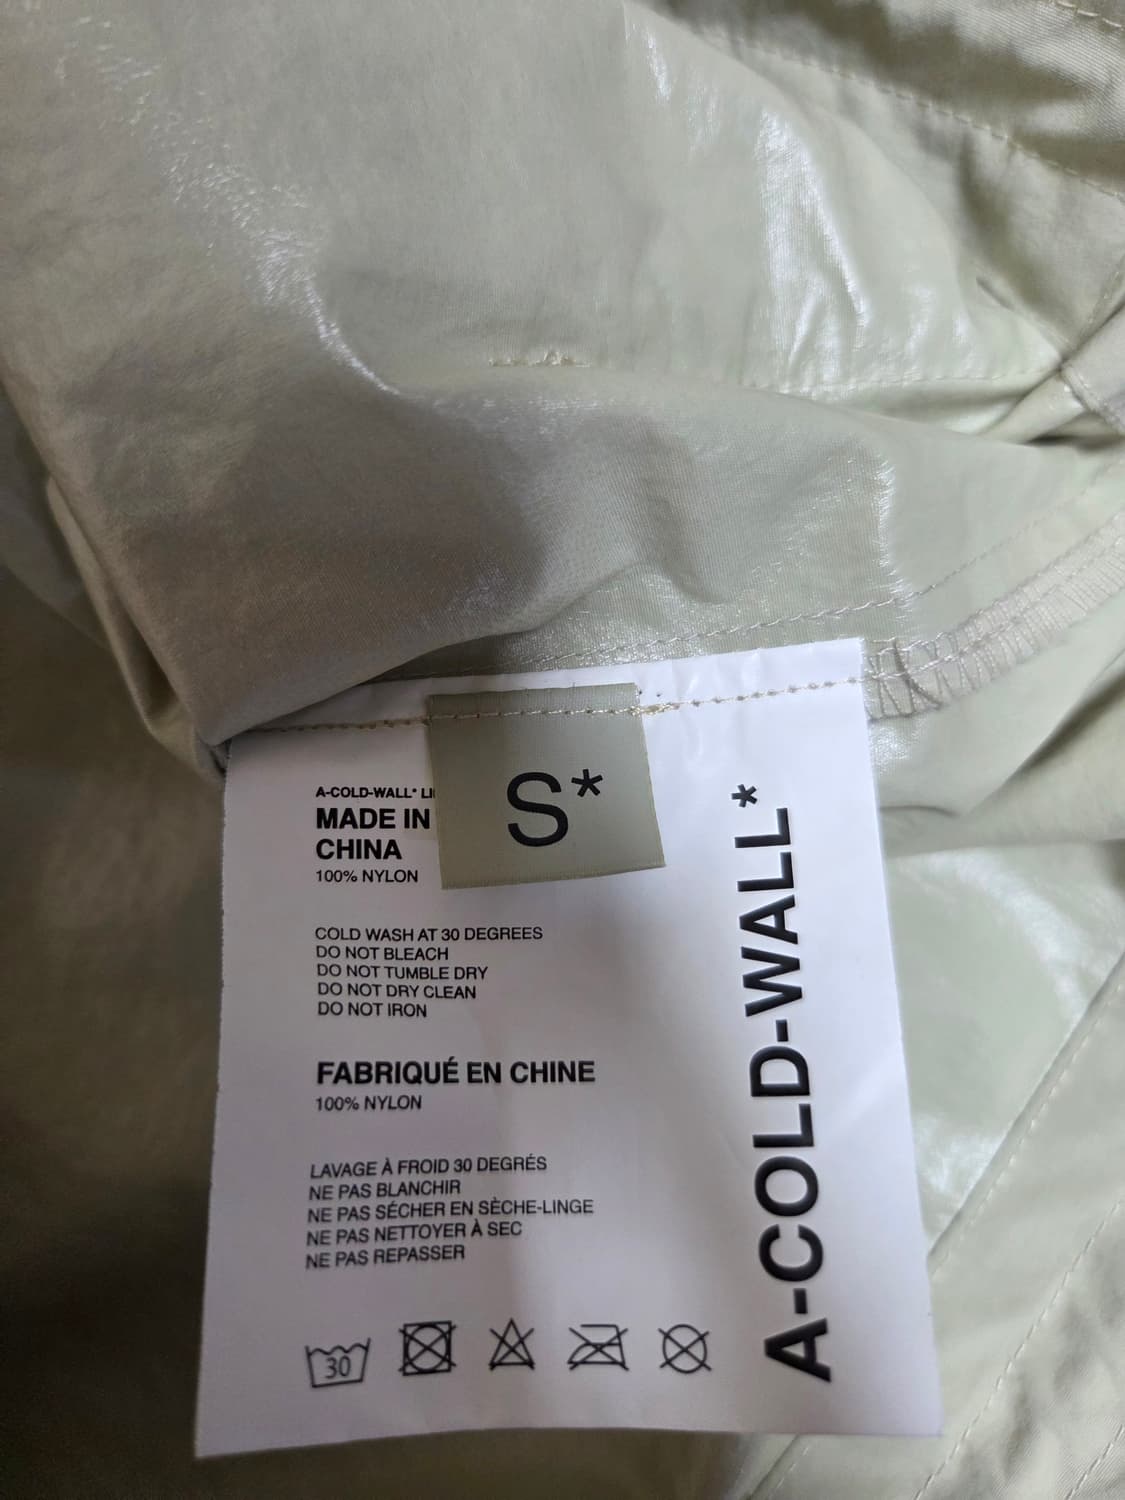 S*
A-COLD-WALL* LI
MADE IN
CHINA
100% NYLON
COLD WASH AT 30 DEGREES
DO NOT BLEACH
DO NOT TUMBLE DRY
DO NOT DRY CLEAN
DO NOT IRON
FABRIQUÉ EN CHINE
100% NYLON
LAVAGE À FROID 30 DEGRÉS
NE PAS BLANCHIR
NE PAS SÉCHER EN SÈCHE-LINGE
NE PAS NETTOYER À SEC
NE PAS REPASSER
30
A-COLD-WALL*